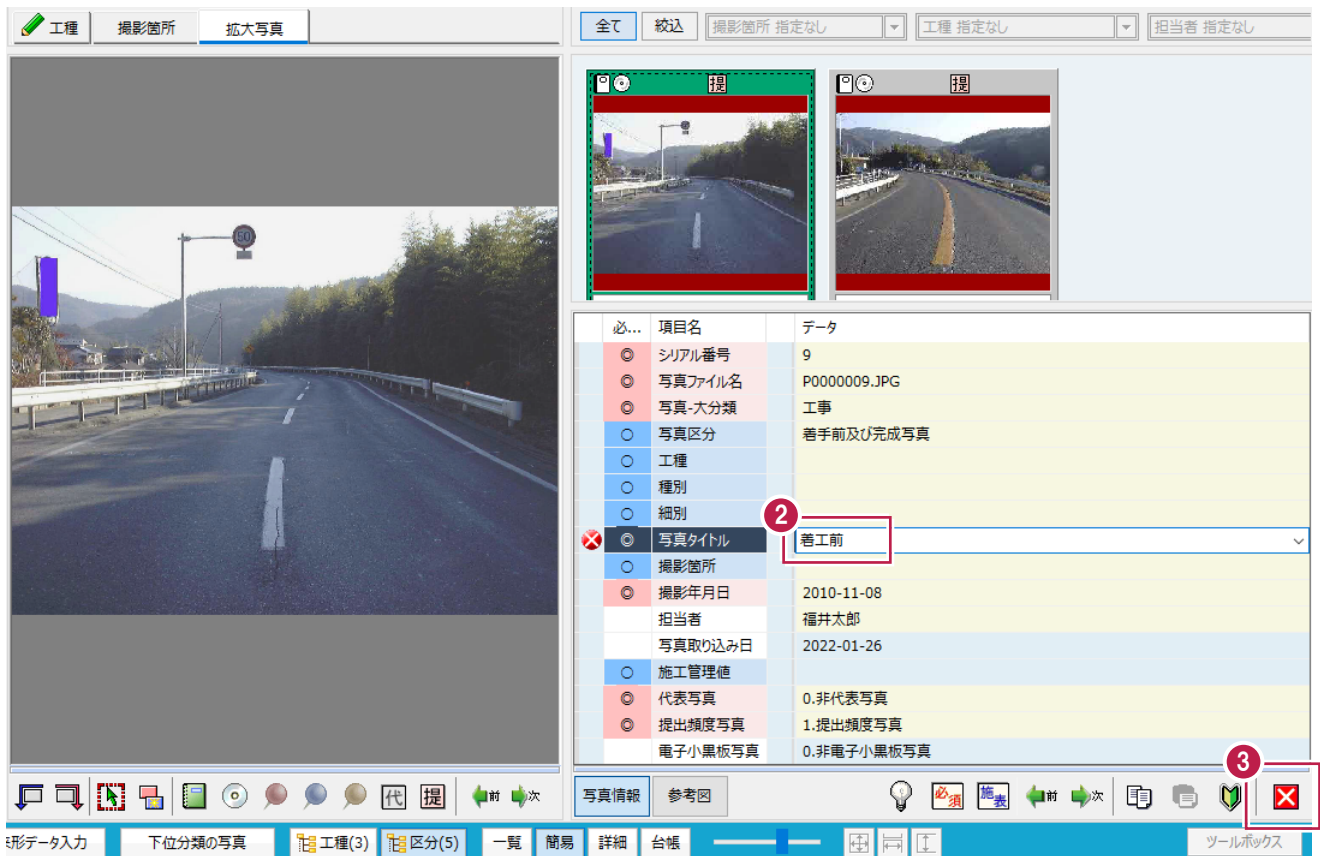 工種 撮影箇所 拡大写真
全て 絞込 撮影箇所 指定なし 工種 指定なし 担当者 指定なし
提 提
50
必... 項目名 データ
◎ シリアル番号 9
◎ 写真ファイル名 P0000009.JPG
◎ 写真-大分類 工事
○ 写真区分 着手前及び完成写真
○ 工種
○ 種別
○ 細別
2
◎ 写真タイトル 着工前
○ 撮影箇所
◎ 撮影年月日 2010-11-08
担当者 福井太郎
写真取り込み日 2022-01-26
○ 施工管理値
◎ 代表写真 0.非代表写真
◎ 提出頻度写真 1.提出頻度写真
電子小黒板写真 0.非電子小黒板写真
3
代 提 前 次 写真情報 参考図 必須 施表 前 次
形データ入力 下位分類の写真 工種(3) 区分(5) 一覧 簡易 詳細 台帳 ツールボックス